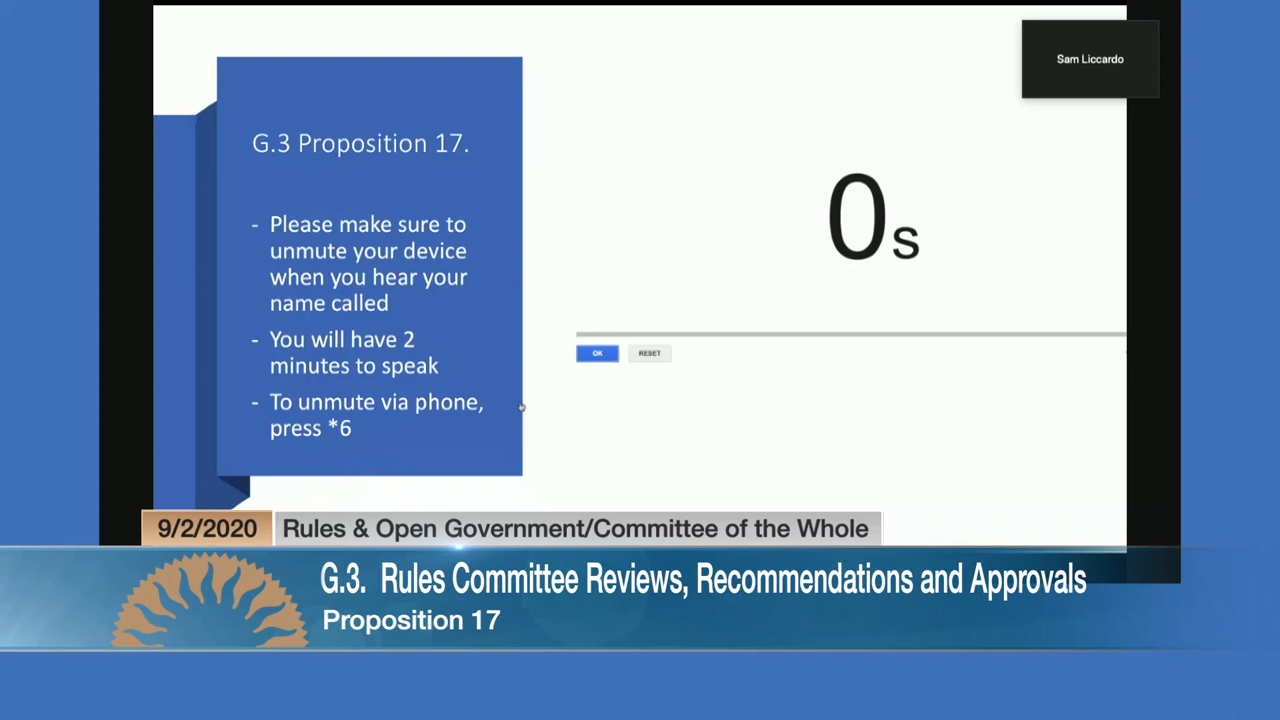 Sam Liccardo
G.3 Proposition 17.
- Please make sure to
unmute your device
when you hear your
name called
- You will have 2
minutes to speak
- To unmute via phone,
press *6
0s
OK
RESET
9/2/2020
Rules & Open Government/Committee of the Whole
G.3. Rules Committee Reviews, Recommendations and Approvals
Proposition 17